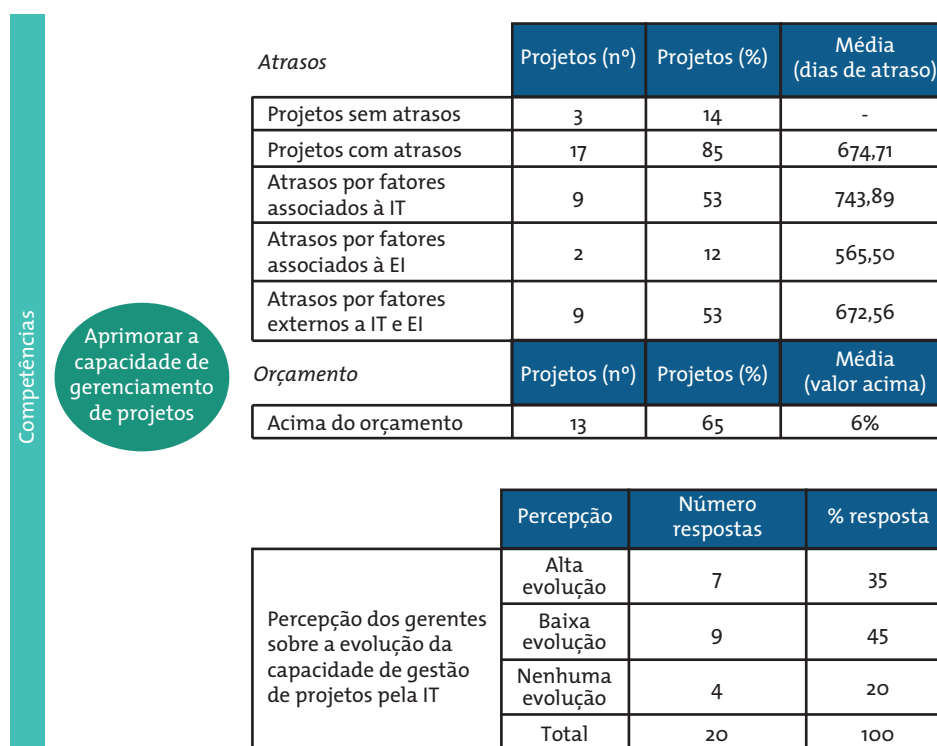 Competências
Aprimorar a
capacidade de
gerenciamento
de projetos
Atrasos
Projetos (nº)
Projetos (%)
Média
(dias de atraso)
Projetos sem atrasos
3
14
-
Projetos com atrasos
17
85
674,71
Atrasos por fatores
associados à IT
9
53
743,89
Atrasos por fatores
associados à EI
2
12
565,50
Atrasos por fatores
externos a IT e EI
9
53
672,56
Orçamento
Projetos (nº)
Projetos (%)
Média
(valor acima)
Acima do orçamento
13
65
6%
Percepção
Número
respostas
% resposta
Percepção dos gerentes
sobre a evolução da
capacidade de gestão
de projetos pela IT
Alta
evolução
7
35
Baixa
evolução
9
45
Nenhuma
evolução
4
20
Total
20
100